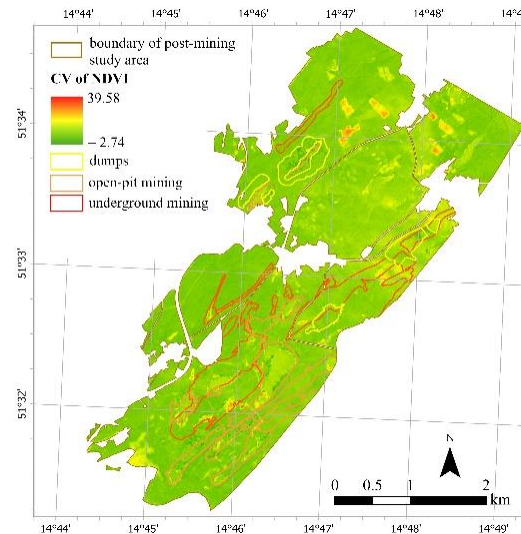 14°44' 14°45' 14°46' 14°47' 14°48'
boundary of post-mining
study area
CV of NDVI
39.58
– 2.74
dumps
open-pit mining
underground mining
51°34'
51°33'
51°32'
N
0 0.5 1 2
km
14°44' 14°45' 14°46' 14°47' 14°48' 14°49'